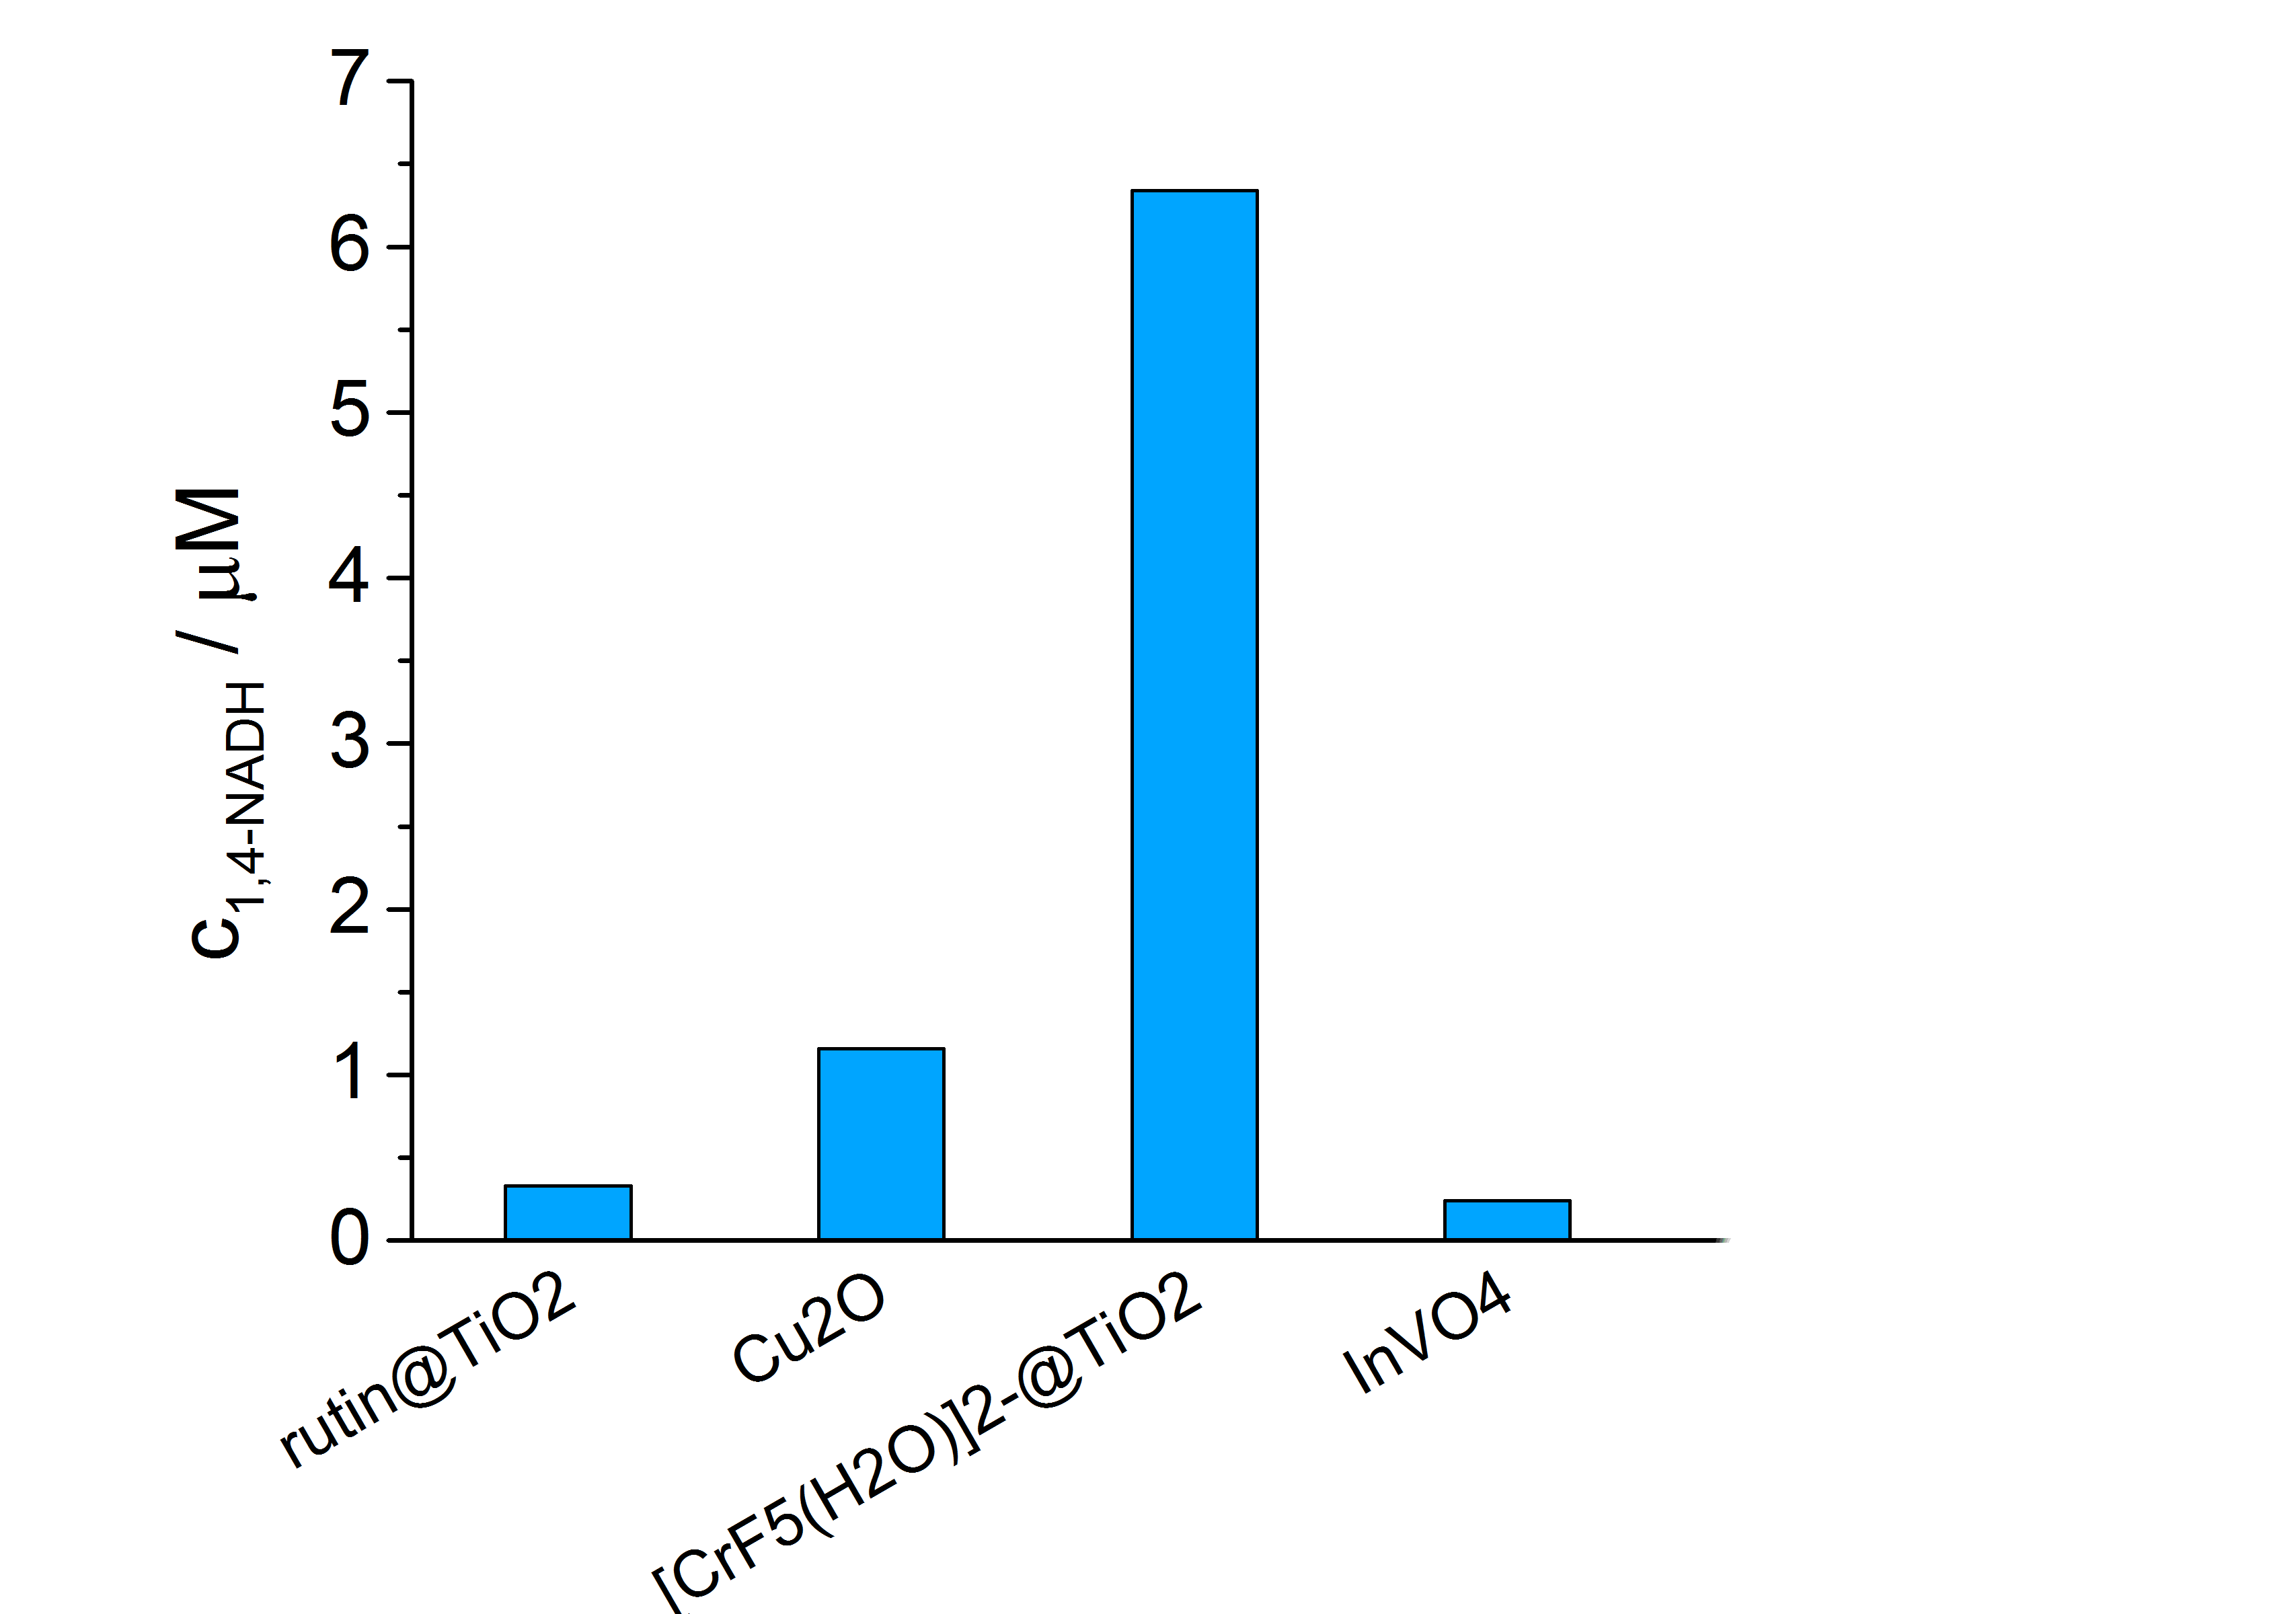 7
6
5
4
3
2
1
0
c1,4-NADH / μM
rutin@TiO2
Cu2O
[CrF5(H2O)]2-@TiO2
InVO4